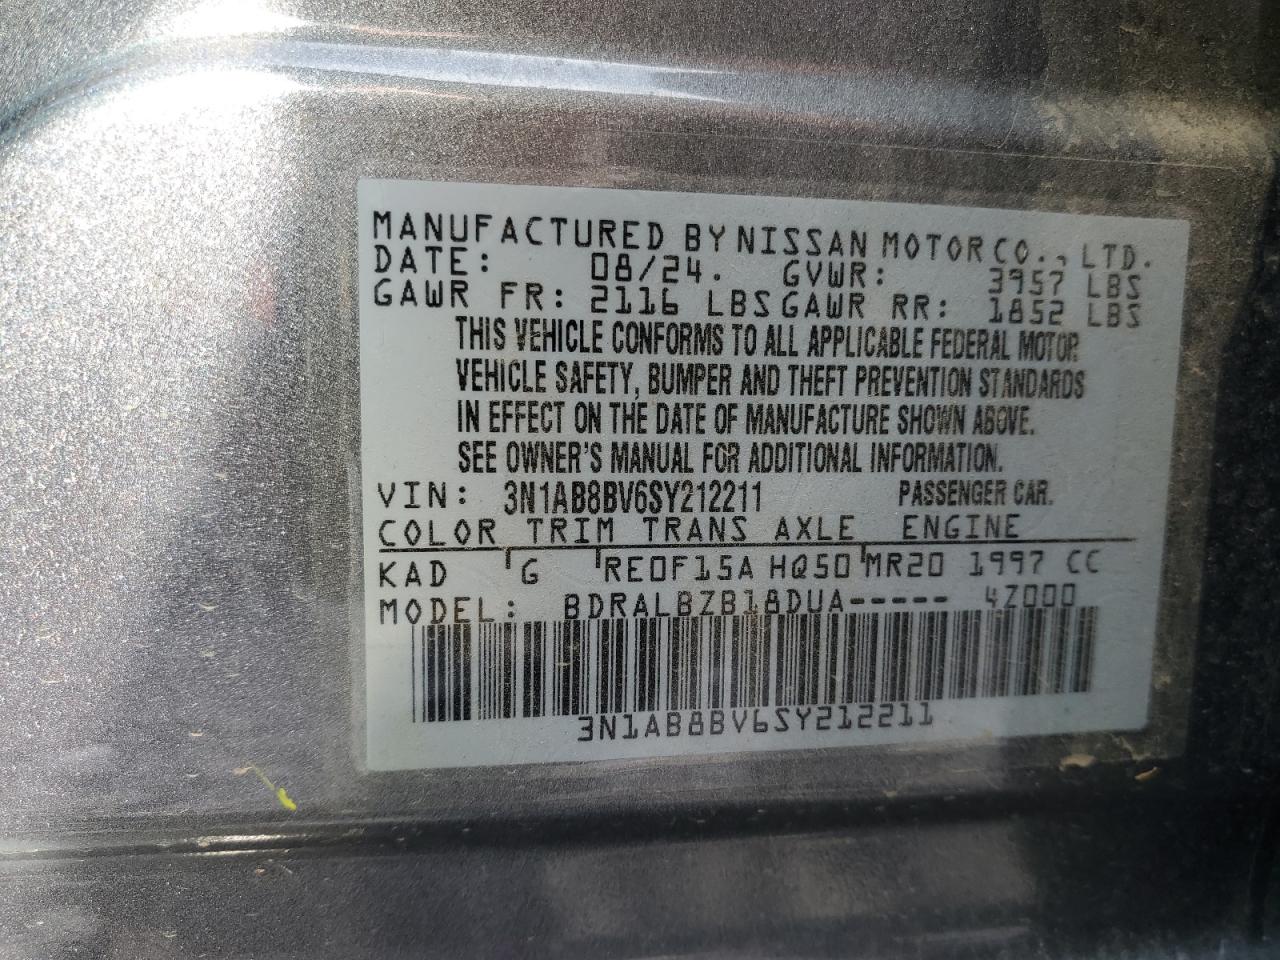 MANUFACTURED BY NISSAN MOTOR CO., LTD.
DATE: 08/24. GVWR: 3957 LBS
GAWR FR: 2116 LBS GAWR RR: 1852 LBS
THIS VEHICLE CONFORMS TO ALL APPLICABLE FEDERAL MOTOR
VEHICLE SAFETY, BUMPER AND THEFT PREVENTION STANDARDS
IN EFFECT ON THE DATE OF MANUFACTURE SHOWN ABOVE.
SEE OWNER'S MANUAL FOR ADDITIONAL INFORMATION.
VIN: 3N1AB8BV6SY212211 PASSENGER CAR.
COLOR TRIM TRANS AXLE ENGINE
KAD G RE0F15A HQ50 MR20 1997 CC
MODEL: BDRALBZB18DUA----- 4Z000
3N1AB8BV6SY212211